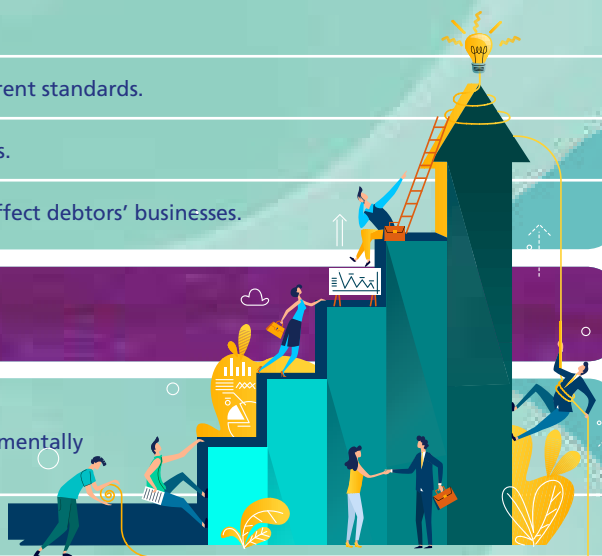 rent standards.
s.
ffect debtors’ businesses.
mentally